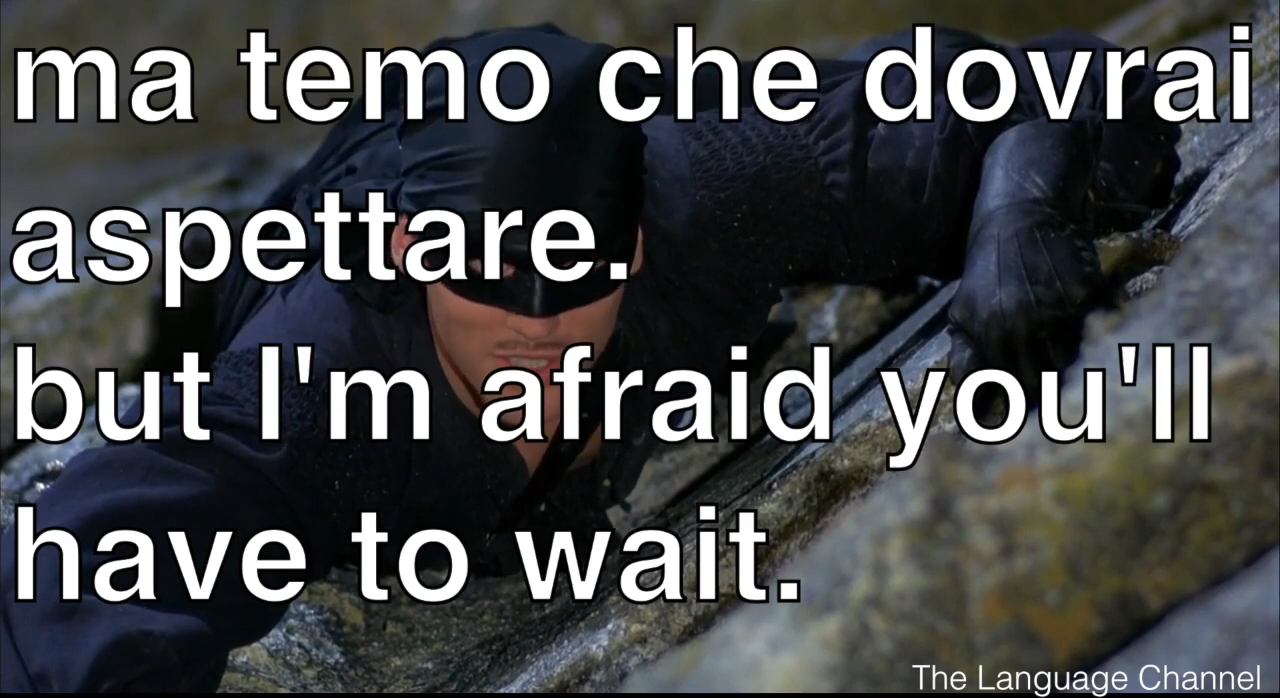 ma temo che dovrai
aspettare.
but I'm afraid you'll
have to wait.
The Language Channel